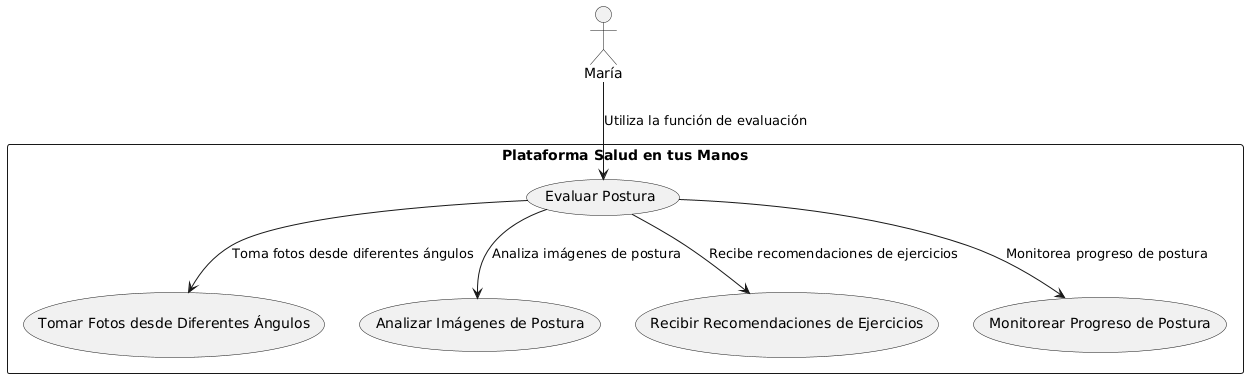 María
Utiliza la función de evaluación
Plataforma Salud en tus Manos
Evaluar Postura
Toma fotos desde diferentes ángulos
Analiza imágenes de postura
Recibe recomendaciones de ejercicios
Monitorea progreso de postura
Tomar Fotos desde Diferentes Ángulos
Analizar Imágenes de Postura
Recibir Recomendaciones de Ejercicios
Monitorear Progreso de Postura